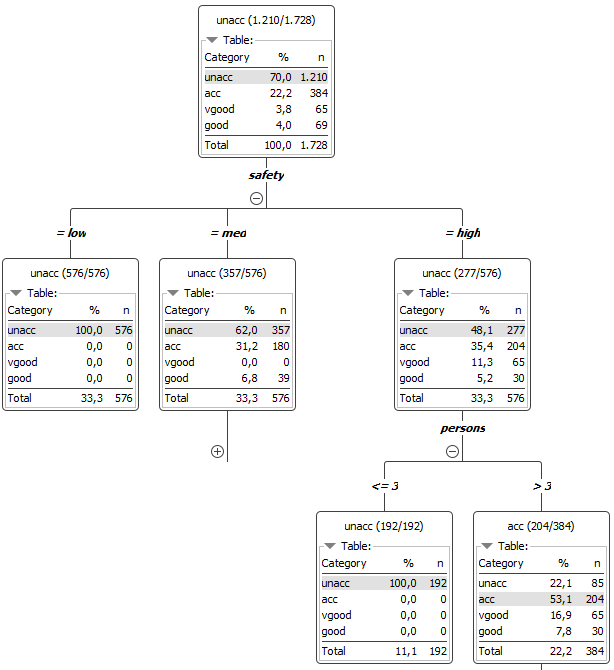 unacc (1.210/1.728)
Table:
Category % n
unacc 70,0 1.210
acc 22,2 384
vgood 3,8 65
good 4,0 69
Total 100,0 1.728
safety
= low
= med
= high
unacc (576/576)
Table:
Category % n
unacc 100,0 576
acc 0,0 0
vgood 0,0 0
good 0,0 0
Total 33,3 576
unacc (357/576)
Table:
Category % n
unacc 62,0 357
acc 31,2 180
vgood 0,0 0
good 6,8 39
Total 33,3 576
unacc (277/576)
Table:
Category % n
unacc 48,1 277
acc 35,4 204
vgood 11,3 65
good 5,2 30
Total 33,3 576
persons
<= 3
> 3
unacc (192/192)
Table:
Category % n
unacc 100,0 192
acc 0,0 0
vgood 0,0 0
good 0,0 0
Total 11,1 192
acc (204/384)
Table:
Category % n
unacc 22,1 85
acc 53,1 204
vgood 16,9 65
good 7,8 30
Total 22,2 384